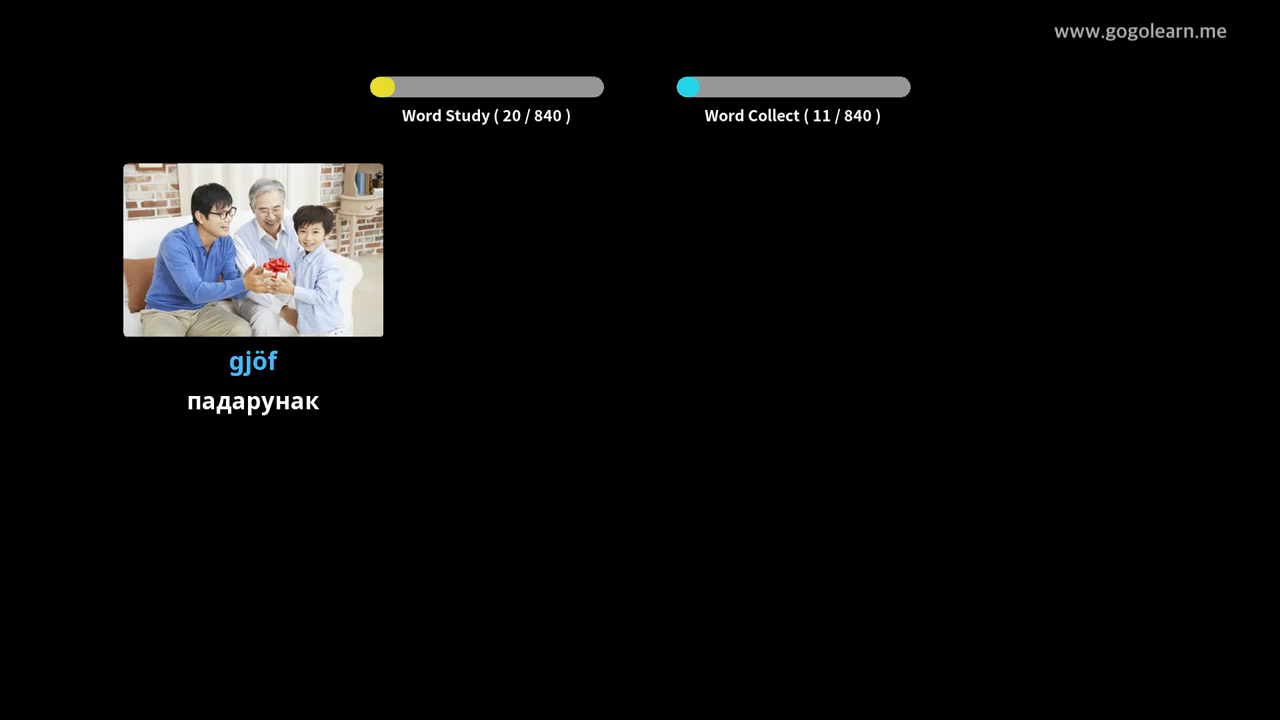 www.gogolearn.me
Word Study ( 20 / 840 )
Word Collect ( 11 / 840 )
gjöf
падарунак